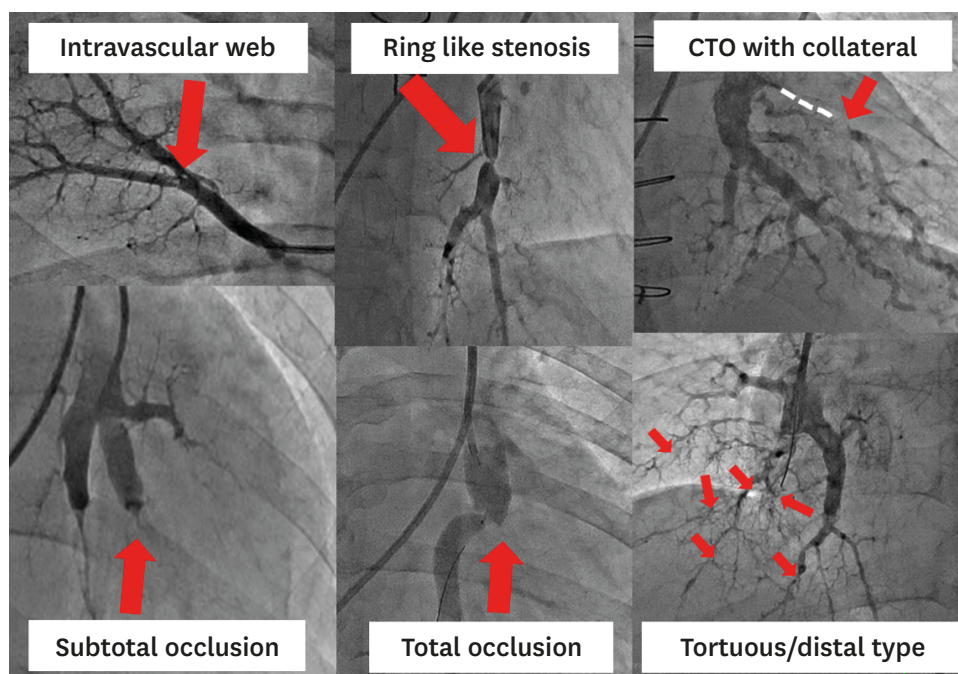 Intravascular web
Ring like stenosis
CTO with collateral
Subtotal occlusion
Total occlusion
Tortuous/distal type